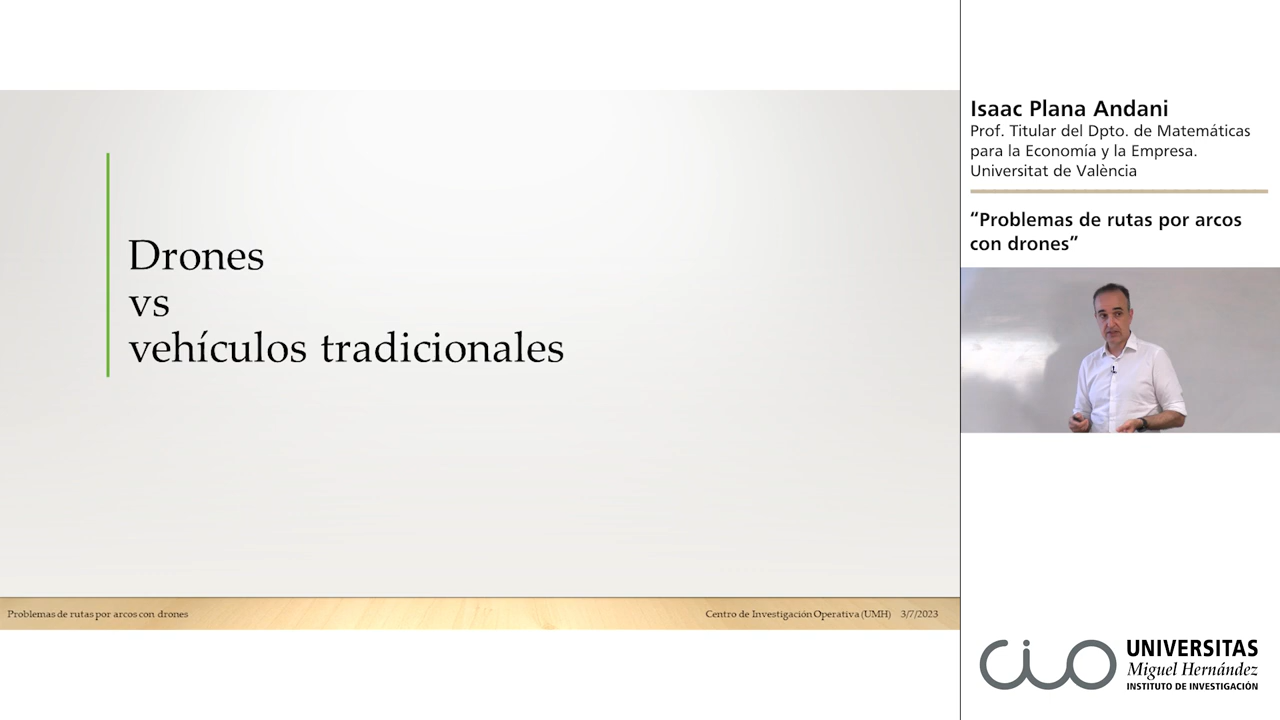 Drones
vs
vehículos tradicionales
Problemas de rutas por arcos con drones
Centro de Investigación Operativa (UMH) 3/7/2023
Isaac Plana Andani
Prof. Titular del Dpto. de Matemáticas
para la Economía y la Empresa.
Universitat de València
“Problemas de rutas por arcos
con drones”
cio
UNIVERSITAS
Miguel Hernández
INSTITUTO DE INVESTIGACIÓN